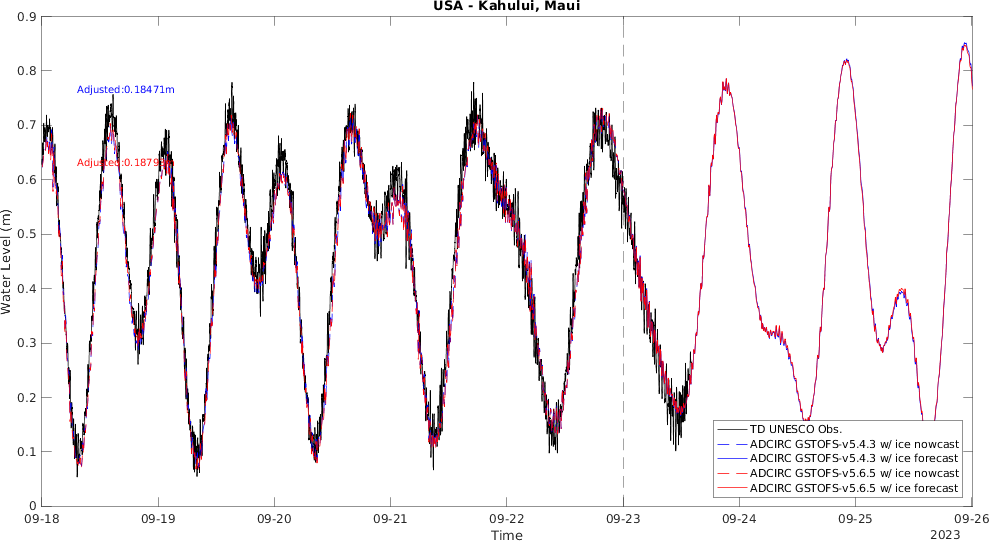 USA - Kahului, Maui
0.9
0.8
0.7
0.6
0.5
0.4
0.3
0.2
0.1
0
Water Level (m)
Adjusted:0.18471m
TD UNESCO Obs.
ADCIRC GSTOFS-v5.4.3 w/ ice nowcast
ADCIRC GSTOFS-v5.4.3 w/ ice forecast
ADCIRC GSTOFS-v5.6.5 w/ ice nowcast
ADCIRC GSTOFS-v5.6.5 w/ ice forecast
09-18 09-19 09-20 09-21 09-22 09-23 09-24 09-25 09-26
Time 2023